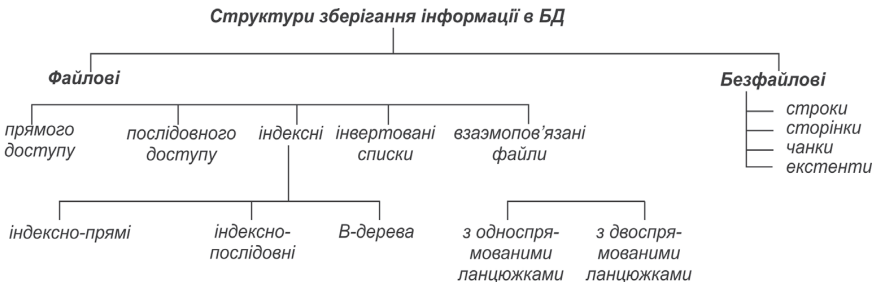 Структури зберігання інформації в БД
Файлові
Безфайлові
прямого
доступу
послідовного
доступу
індексні
інвертовані
списки
взаэмопов’язані
файли
строки
сторінки
чанки
екстенти
індексно-прямі
індексно-
послідовні
В-дерева
з односпря-
мованими
ланцюжками
з двоспря-
мованими
ланцюжками